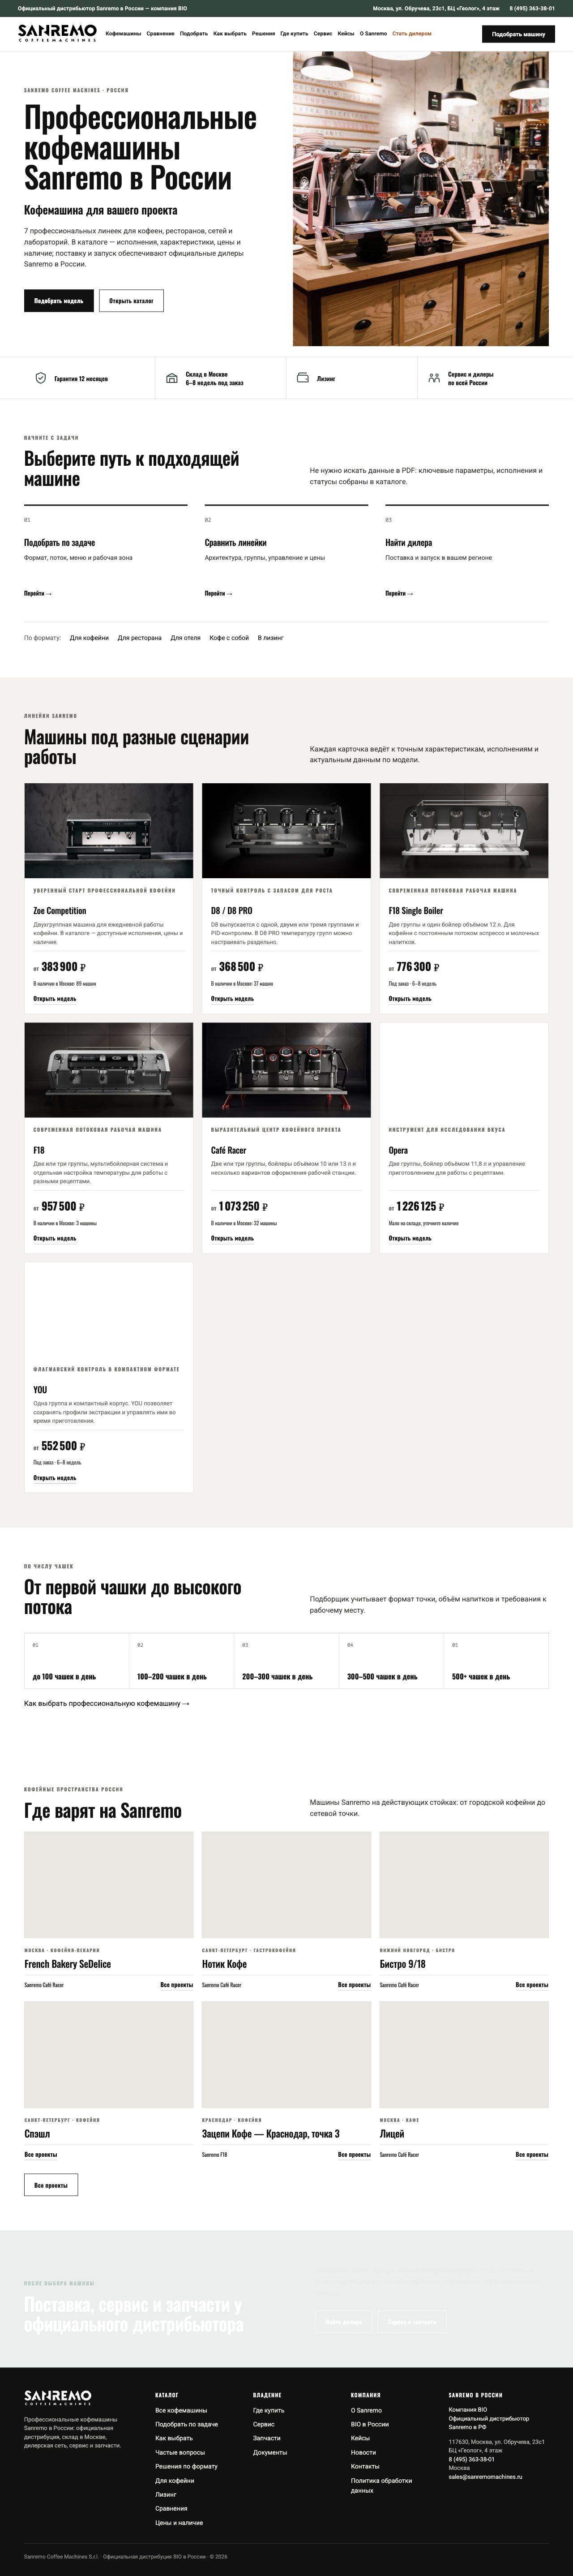 Официальный дистрибьютор Sanremo в России — компания BIO
Москва, ул. Обручева, 23с1, БЦ «Геолог», 4 этаж
8 (495) 363-38-01
SANREMO
COFFEEMACHINES
Кофемашины
Сравнение
Подобрать
Как выбрать
Решения
Где купить
Сервис
Кейсы
О Sanremo
Стать дилером
Подобрать машину
SANREMO COFFEE MACHINES · РОССИЯ
Профессиональные
кофемашины
Sanremo в России
Кофемашина для вашего проекта
7 профессиональных линеек для кофеен, ресторанов, сетей и
лабораторий. В каталоге — исполнения, характеристики, цены и
наличие; поставку и запуск обеспечивают официальные дилеры
Sanremo в России.
Подобрать модель
Открыть каталог
Гарантия 12 месяцев
Склад в Москве
6–8 недель под заказ
Лизинг
Сервис и дилеры
по всей России
НАЧНИТЕ С ЗАДАЧИ
Выберите путь к подходящей
машине
Не нужно искать данные в PDF: ключевые параметры, исполнения и
статусы собраны в каталоге.
01
Подобрать по задаче
Формат, поток, меню и рабочая зона
Перейти →
02
Сравнить линейки
Архитектура, группы, управление и цены
Перейти →
03
Найти дилера
Поставка и запуск в вашем регионе
Перейти →
По формату:
Для кофейни
Для ресторана
Для отеля
Кофе с собой
В лизинг
ЛИНЕЙКИ SANREMO
Машины под разные сценарии
работы
Каждая карточка ведёт к точным характеристикам, исполнениям и
актуальным данным по модели.
УВЕРЕННЫЙ СТАРТ ПРОФЕССИОНАЛЬНОЙ КОФЕЙНИ
Zoe Competition
Двухгруппная машина для ежедневной работы
кофейни. В каталоге — доступные исполнения, цены и
наличие.
от 383 900 ₽
В наличии в Москве: 89 машин
Открыть модель
ТОЧНЫЙ КОНТРОЛЬ С ЗАПАСОМ ДЛЯ РОСТА
D8 / D8 PRO
D8 выпускается с одной, двумя или тремя группами и
PID-контролем. В D8 PRO температуру групп можно
настраивать раздельно.
от 368 500 ₽
В наличии в Москве: 37 машин
Открыть модель
СОВРЕМЕННАЯ ПОТОКОВАЯ РАБОЧАЯ МАШИНА
F18 Single Boiler
Две группы и один бойлер объёмом 12 л. Для
кофейни с постоянным потоком эспрессо и молочных
напитков.
от 776 300 ₽
Под заказ · 6–8 недель
Открыть модель
СОВРЕМЕННАЯ ПОТОКОВАЯ РАБОЧАЯ МАШИНА
F18
Две или три группы, мультибойлерная система и
отдельная настройка температуры для работы с
разными рецептами.
от 957 500 ₽
В наличии в Москве: 3 машины
Открыть модель
ВЫРАЗИТЕЛЬНЫЙ ЦЕНТР КОФЕЙНОГО ПРОЕКТА
Café Racer
Две или три группы, бойлеры объёмом 10 или 13 л и
несколько вариантов оформления рабочей станции.
от 1 073 250 ₽
В наличии в Москве: 32 машины
Открыть модель
ИНСТРУМЕНТ ДЛЯ ИССЛЕДОВАНИЯ ВКУСА
Opera
Две группы, бойлер объёмом 11,8 л и управление
приготовлением для работы с рецептами.
от 1 226 125 ₽
Мало на складе, уточните наличие
Открыть модель
ФЛАГМАНСКИЙ КОНТРОЛЬ В КОМПАКТНОМ ФОРМАТЕ
YOU
Одна группа и компактный корпус. YOU позволяет
сохранять профили экстракции и управлять ими во
время приготовления.
от 552 500 ₽
Под заказ · 6–8 недель
Открыть модель
ПО ЧИСЛУ ЧАШЕК
От первой чашки до высокого
потока
Подборщик учитывает формат точки, объём напитков и требования к
рабочему месту.
01
до 100 чашек в день
02
100–200 чашек в день
03
200–300 чашек в день
04
300–500 чашек в день
05
500+ чашек в день
Как выбрать профессиональную кофемашину →
КОФЕЙНЫЕ ПРОСТРАНСТВА РОССИИ
Где варят на Sanremo
Машины Sanremo на действующих стойках: от городской кофейни до
сетевой точки.
МОСКВА · КОФЕЙНЯ-ПЕКАРНЯ
French Bakery SeDelice
Sanremo Café Racer
Все проекты
САНКТ-ПЕТЕРБУРГ · ГАСТРОКОФЕЙНЯ
Нотик Кофе
Sanremo Café Racer
Все проекты
НИЖНИЙ НОВГОРОД · БИСТРО
Бистро 9/18
Sanremo Café Racer
Все проекты
САНКТ-ПЕТЕРБУРГ · КОФЕЙНЯ
Спэшл
Все проекты
КРАСНОДАР · КОФЕЙНЯ
Зацепи Кофе — Краснодар, точка 3
Sanremo F18
Все проекты
МОСКВА · КАФЕ
Лицей
Sanremo Café Racer
Все проекты
Все проекты
ПОСЛЕ ВЫБОРА МАШИНЫ
Поставка, сервис и запчасти у
официального дистрибьютора
Найти дилера
Сервис и запчасти
SANREMO
COFFEEMACHINES
Профессиональные кофемашины
Sanremo в России: официальная
дистрибуция, склад в Москве,
дилерская сеть, сервис и запчасти.
КАТАЛОГ
Все кофемашины
Подобрать по задаче
Как выбрать
Частые вопросы
Решения по формату
Для кофейни
Лизинг
Сравнения
Цены и наличие
ВЛАДЕНИЕ
Где купить
Сервис
Запчасти
Документы
КОМПАНИЯ
О Sanremo
BIO в России
Кейсы
Новости
Контакты
Политика обработки
данных
SANREMO В РОССИИ
Компания BIO
Официальный дистрибьютор
Sanremo в РФ
117630, Москва, ул. Обручева, 23с1
БЦ «Геолог», 4 этаж
8 (495) 363-38-01
Москва
sales@sanremomachines.ru
Sanremo Coffee Machines S.r.l. · Официальная дистрибуция BIO в России · © 2026